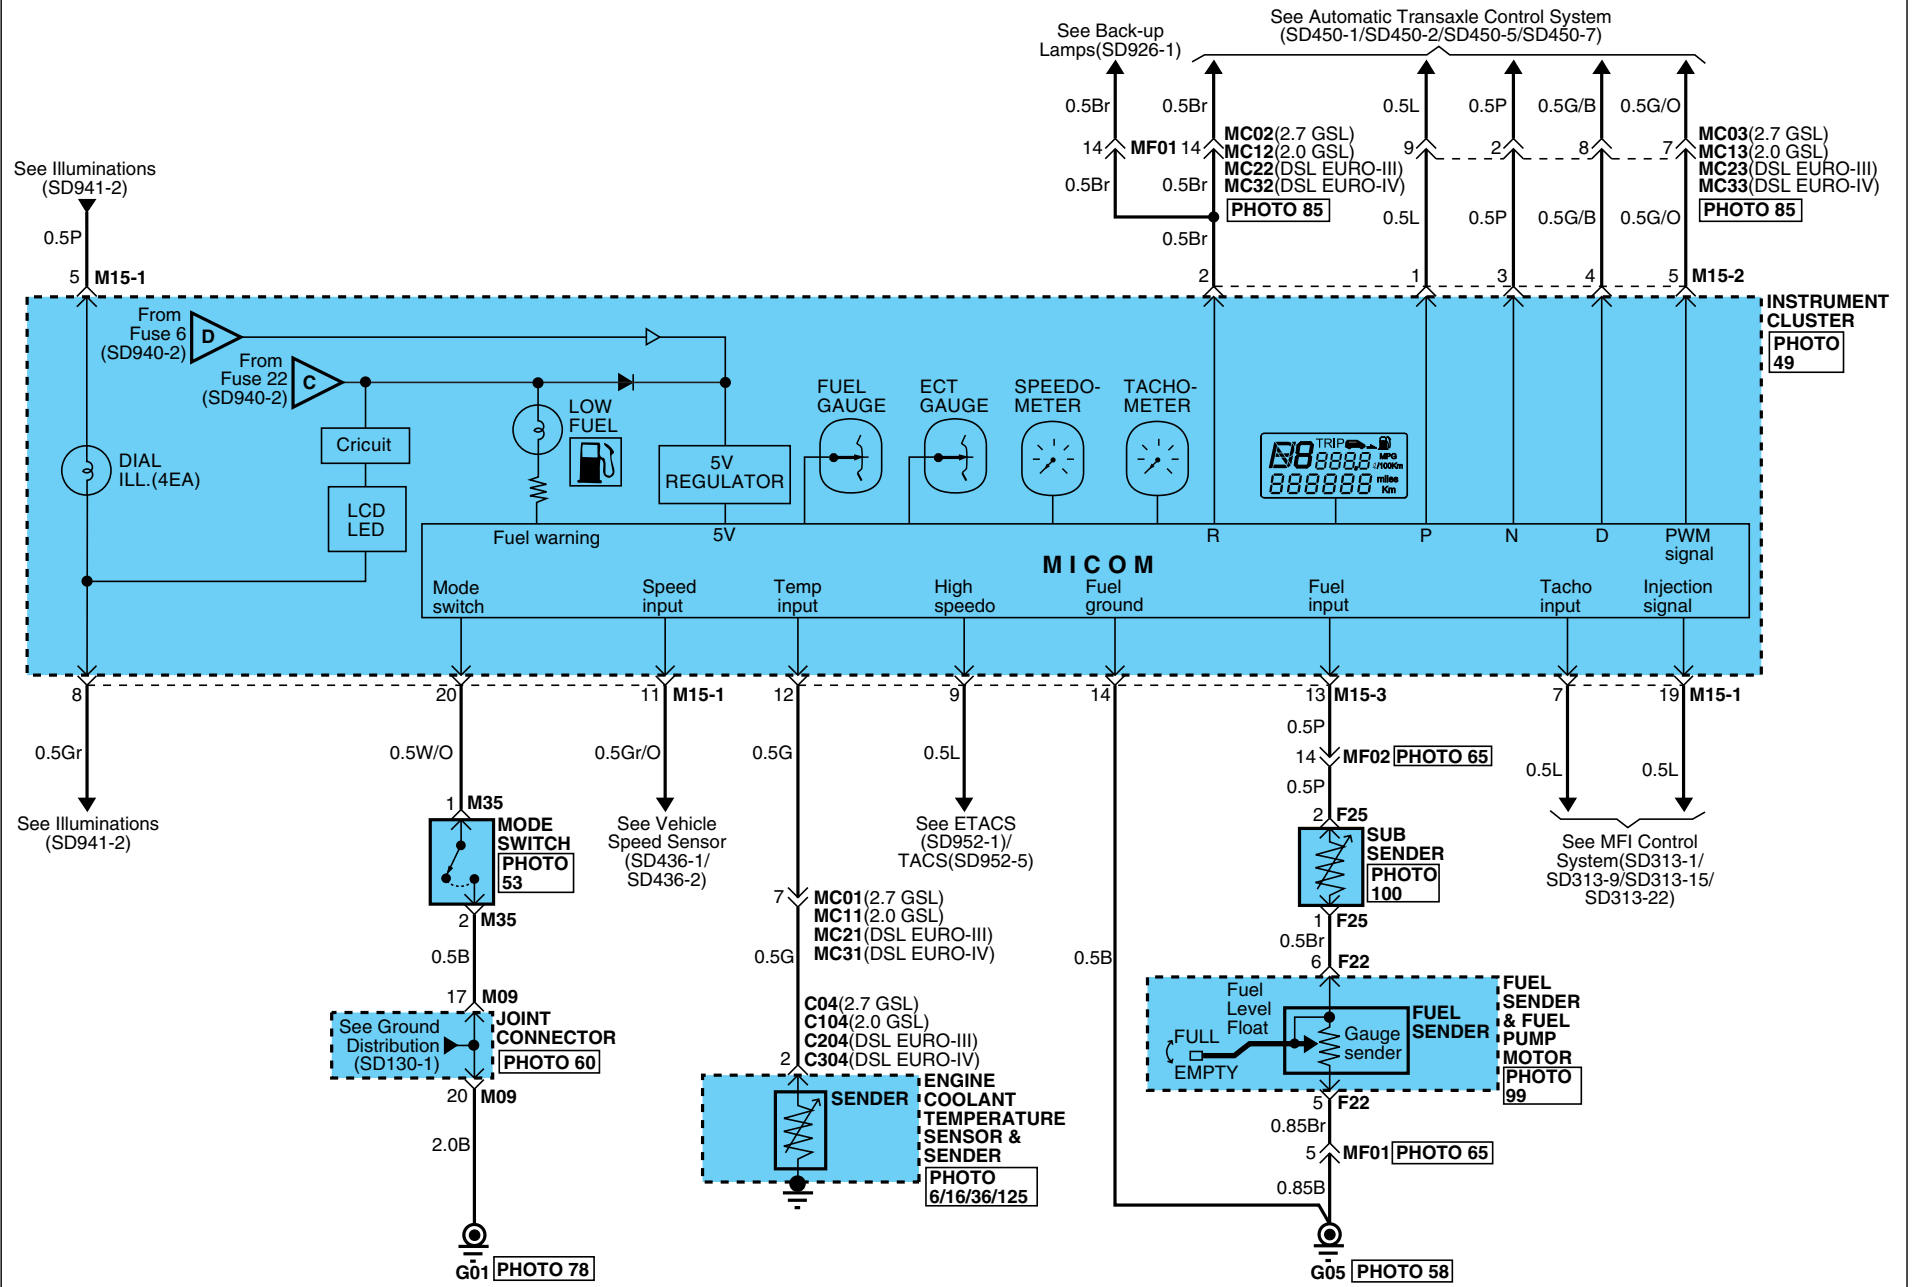 See Automatic Transaxle Control System
(SD450-1/SD450-2/SD450-5/SD450-7)
See Back-up
Lamps(SD926-1)
0.5Br
0.5Br
0.5L
0.5P
0.5G/B
0.5G/O
14
MF01
14
MC02(2.7 GSL)
MC12(2.0 GSL)
MC22(DSL EURO-III)
MC32(DSL EURO-IV)
PHOTO 85
9
2
8
7
MC03(2.7 GSL)
MC13(2.0 GSL)
MC23(DSL EURO-III)
MC33(DSL EURO-IV)
PHOTO 85
0.5Br
0.5Br
0.5Br
0.5L
0.5P
0.5G/B
0.5G/O
See Illuminations
(SD941-2)
0.5P
5
M15-1
2
1
3
4
5
M15-2
INSTRUMENT
CLUSTER
PHOTO
49
From
Fuse 6
(SD940-2)
D
From
Fuse 22
(SD940-2)
C
Cricuit
LCD
LED
DIAL
ILL.(4EA)
LOW
FUEL
5V
REGULATOR
FUEL
GAUGE
ECT
GAUGE
SPEEDO-
METER
TACHO-
METER
TRIP
8
888.8
MPG
/100Km
888888
miles
Km
Fuel warning
5V
R
P
N
D
PWM
signal
MICOM
Mode
switch
Speed
input
Temp
input
High
speedo
Fuel
ground
Fuel
input
Tacho
input
Injection
signal
8
20
11
M15-1
12
9
14
13
M15-3
7
19
M15-1
0.5Gr
0.5W/O
0.5Gr/O
0.5G
0.5L
0.5P
14
MF02
PHOTO 65
0.5P
0.5L
0.5L
See Illuminations
(SD941-2)
1
M35
MODE
SWITCH
PHOTO
53
2
M35
0.5B
17
M09
See Ground
Distribution
(SD130-1)
JOINT
CONNECTOR
PHOTO 60
20
M09
2.0B
G01
PHOTO 78
See Vehicle
Speed Sensor
(SD436-1/
SD436-2)
7
MC01(2.7 GSL)
MC11(2.0 GSL)
MC21(DSL EURO-III)
MC31(DSL EURO-IV)
0.5G
C04(2.7 GSL)
C104(2.0 GSL)
C204(DSL EURO-III)
C304(DSL EURO-IV)
2
SENDER
ENGINE
COOLANT
TEMPERATURE
SENSOR &
SENDER
PHOTO
6/16/36/125
See ETACS
(SD952-1)/
TACS(SD952-5)
0.5B
2
F25
SUB
SENDER
PHOTO
100
1
F25
0.5Br
6
F22
Fuel
Level
Float
FULL
EMPTY
Gauge
sender
FUEL
SENDER
FUEL
SENDER
& FUEL
PUMP
MOTOR
PHOTO
99
5
F22
0.85Br
5
MF01
PHOTO 65
0.85B
G05
PHOTO 58
See MFI Control
System(SD313-1/
SD313-9/SD313-15/
SD313-22)